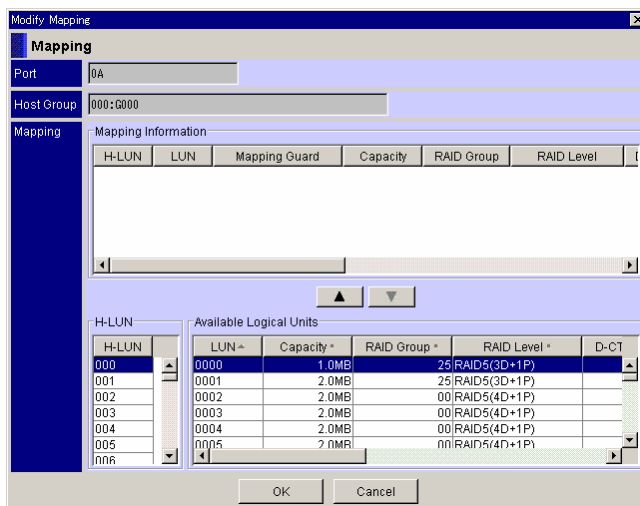 Modify Mapping
Mapping
Port 0A
Host Group 000:G000
Mapping
Mapping Information
H-LUN LUN Mapping Guard Capacity RAID Group RAID Level
H-LUN
H-LUN
000
001
002
003
004
005
006
Available Logical Units
LUN Capacity RAID Group RAID Level D-CT
0000 1.0MB 25 RAID5(3D+1P)
0001 2.0MB 25 RAID5(3D+1P)
0002 2.0MB 00 RAID5(4D+1P)
0003 2.0MB 00 RAID5(4D+1P)
0004 2.0MB 00 RAID5(4D+1P)
0005 2.0MB 00 RAID5(4D+1P)
OK Cancel